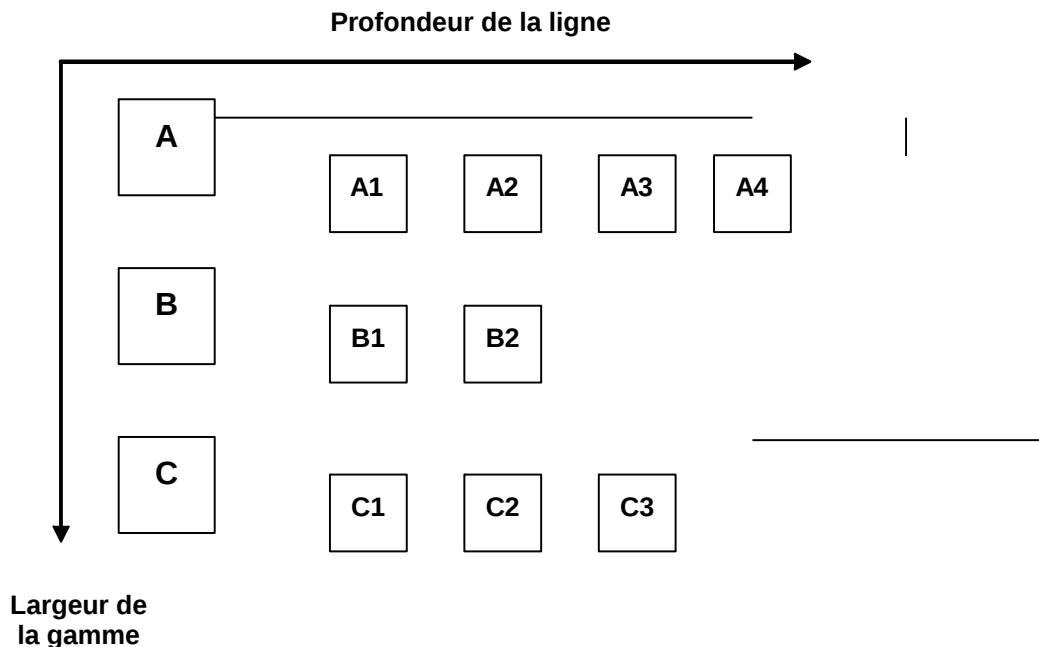 Profondeur de la ligne
A
A1 A2 A3 A4
B
B1 B2
C
C1 C2 C3
Largeur de
la gamme